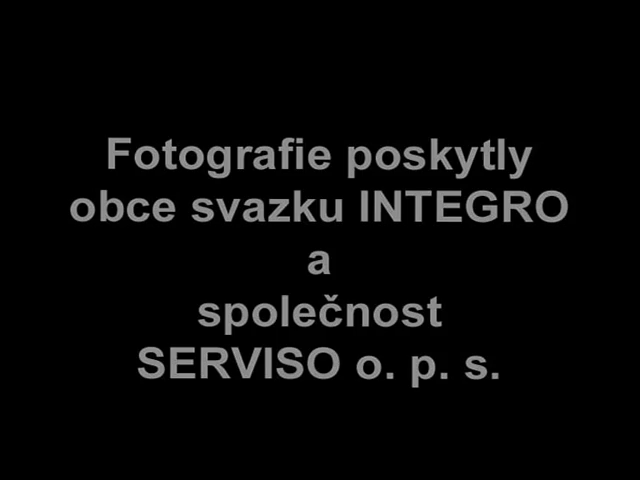 Fotografie poskytly
obce svazku INTEGRO
a
společnost
SERVISO o. p. s.